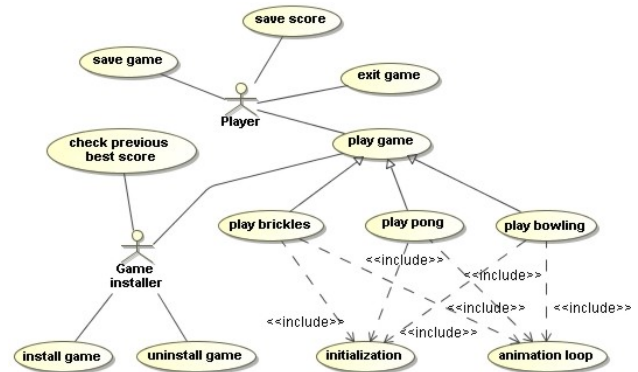 save score
save game
exit game
Player
check previous
best score
play game
play brickles
play pong
play bowling
Game
installer
<<include>>
<<include>>
<<include>>
<<include>>
<<include>>
<<include>>
install game
uninstall game
initialization
animation loop